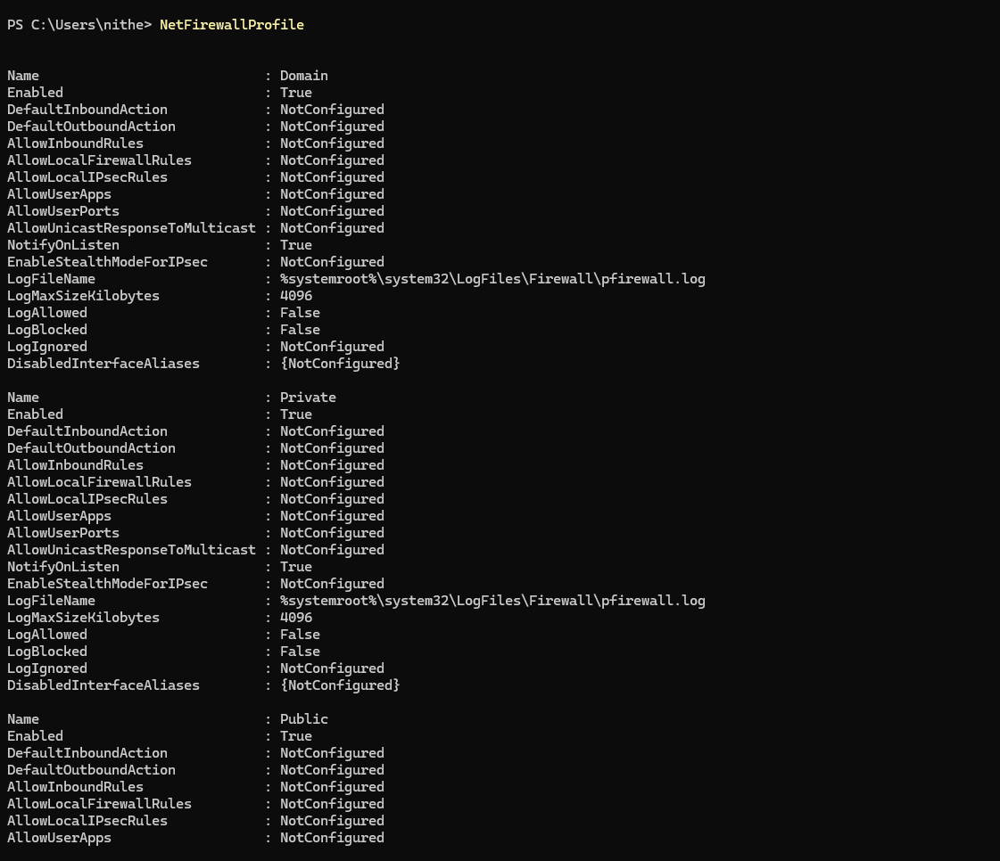 PS C:\Users\nithe> NetFirewallProfile
Name                            : Domain
Enabled                         : True
DefaultInboundAction            : NotConfigured
DefaultOutboundAction           : NotConfigured
AllowInboundRules               : NotConfigured
AllowLocalFirewallRules         : NotConfigured
AllowLocalIPsecRules            : NotConfigured
AllowUserApps                   : NotConfigured
AllowUserPorts                  : NotConfigured
AllowUnicastResponseToMulticast : NotConfigured
NotifyOnListen                  : True
EnableStealthModeForIPsec       : NotConfigured
LogFileName                     : %systemroot%\system32\LogFiles\Firewall\pfirewall.log
LogMaxSizeKilobytes             : 4096
LogAllowed                      : False
LogBlocked                      : False
LogIgnored                      : NotConfigured
DisabledInterfaceAliases        : {NotConfigured}
Name                            : Private
Enabled                         : True
DefaultInboundAction            : NotConfigured
DefaultOutboundAction           : NotConfigured
AllowInboundRules               : NotConfigured
AllowLocalFirewallRules         : NotConfigured
AllowLocalIPsecRules            : NotConfigured
AllowUserApps                   : NotConfigured
AllowUserPorts                  : NotConfigured
AllowUnicastResponseToMulticast : NotConfigured
NotifyOnListen                  : True
EnableStealthModeForIPsec       : NotConfigured
LogFileName                     : %systemroot%\system32\LogFiles\Firewall\pfirewall.log
LogMaxSizeKilobytes             : 4096
LogAllowed                      : False
LogBlocked                      : False
LogIgnored                      : NotConfigured
DisabledInterfaceAliases        : {NotConfigured}
Name                            : Public
Enabled                         : True
DefaultInboundAction            : NotConfigured
DefaultOutboundAction           : NotConfigured
AllowInboundRules               : NotConfigured
AllowLocalFirewallRules         : NotConfigured
AllowLocalIPsecRules            : NotConfigured
AllowUserApps                   : NotConfigured